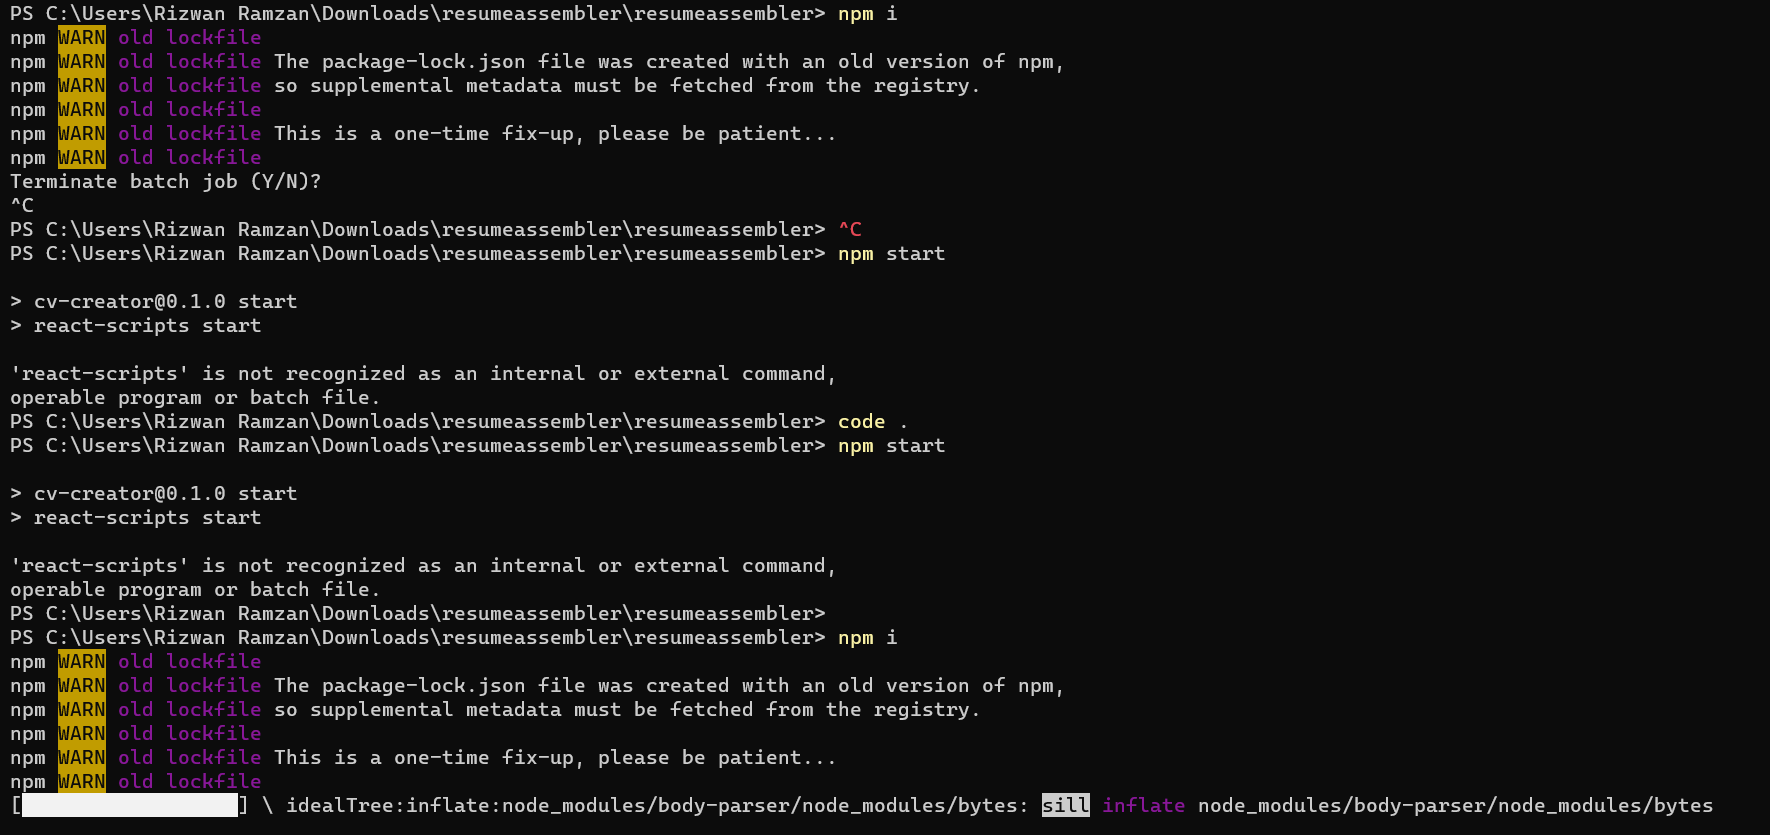 PS C:\Users\Rizwan Ramzan\Downloads\resumeassembler\resumeassembler> npm i
npm WARN old lockfile
npm WARN old lockfile The package-lock.json file was created with an old version of npm,
npm WARN old lockfile so supplemental metadata must be fetched from the registry.
npm WARN old lockfile
npm WARN old lockfile This is a one-time fix-up, please be patient...
npm WARN old lockfile
Terminate batch job (Y/N)?
^C
PS C:\Users\Rizwan Ramzan\Downloads\resumeassembler\resumeassembler> ^C
PS C:\Users\Rizwan Ramzan\Downloads\resumeassembler\resumeassembler> npm start
> cv-creator@0.1.0 start
> react-scripts start
'react-scripts' is not recognized as an internal or external command,
operable program or batch file.
PS C:\Users\Rizwan Ramzan\Downloads\resumeassembler\resumeassembler> code .
PS C:\Users\Rizwan Ramzan\Downloads\resumeassembler\resumeassembler> npm start
> cv-creator@0.1.0 start
> react-scripts start
'react-scripts' is not recognized as an internal or external command,
operable program or batch file.
PS C:\Users\Rizwan Ramzan\Downloads\resumeassembler\resumeassembler>
PS C:\Users\Rizwan Ramzan\Downloads\resumeassembler\resumeassembler> npm i
npm WARN old lockfile
npm WARN old lockfile The package-lock.json file was created with an old version of npm,
npm WARN old lockfile so supplemental metadata must be fetched from the registry.
npm WARN old lockfile
npm WARN old lockfile This is a one-time fix-up, please be patient...
npm WARN old lockfile
[                  ] \ idealTree:inflate:node_modules/body-parser/node_modules/bytes: sill inflate node_modules/body-parser/node_modules/bytes